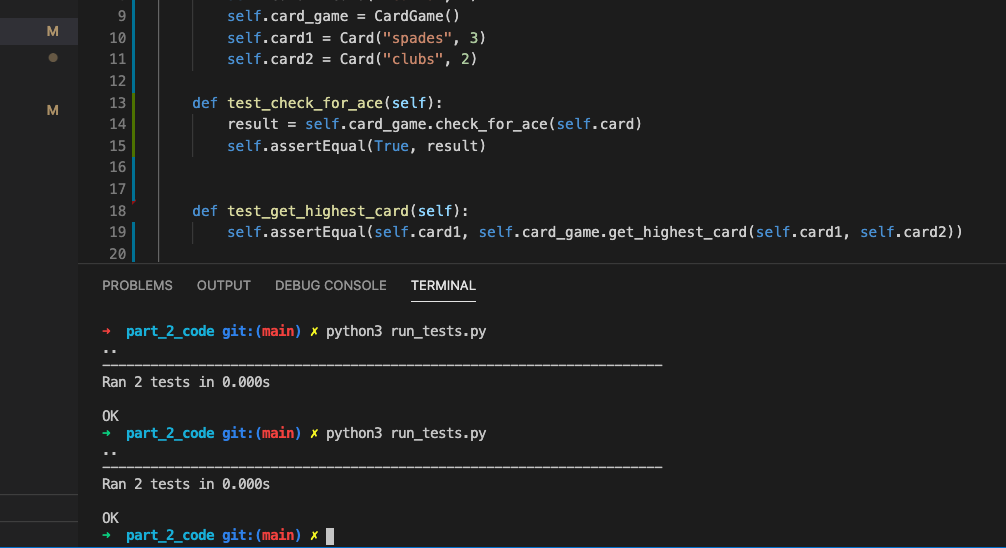 M
M
9 self.card_game = CardGame()
10 self.card1 = Card("spades", 3)
11 self.card2 = Card("clubs", 2)
12
13 def test_check_for_ace(self):
14 result = self.card_game.check_for_ace(self.card)
15 self.assertEqual(True, result)
16
17
18 def test_get_highest_card(self):
19 self.assertEqual(self.card1, self.card_game.get_highest_card(self.card1, self.card2))
20
PROBLEMS OUTPUT DEBUG CONSOLE TERMINAL
➜ part_2_code git:(main) ✗ python3 run_tests.py
..
----------------------------------------------------------------------
Ran 2 tests in 0.000s
OK
➜ part_2_code git:(main) ✗ python3 run_tests.py
..
----------------------------------------------------------------------
Ran 2 tests in 0.000s
OK
➜ part_2_code git:(main) ✗